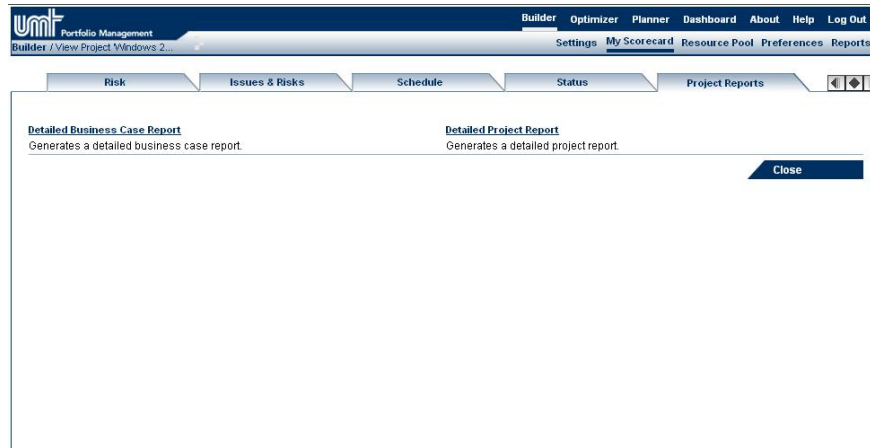 umt Portfolio Management
Builder Optimizer Planner Dashboard About Help Log Out
Builder / View Project 'Windows 2...
Settings My Scorecard Resource Pool Preferences Reports
Risk Issues & Risks Schedule Status Project Reports
Detailed Business Case Report Detailed Project Report
Generates a detailed business case report. Generates a detailed project report.
Close